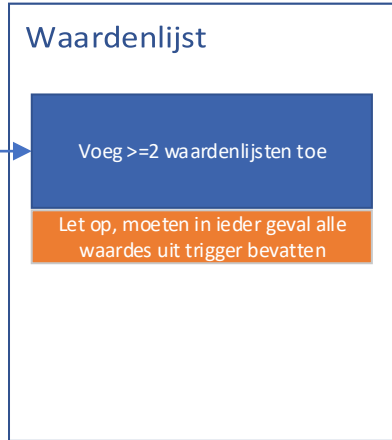 Waardenlijst
Voeg >=2 waardenlijsten toe
Let op, moeten in ieder geval alle
waardes uit trigger bevatten